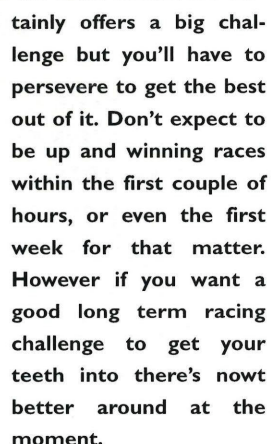 tainly offers a big chal-
lenge but you'll have to
persevere to get the best
out of it. Don't expect to
be up and winning races
within the first couple of
hours, or even the first
week for that matter.
However if you want a
good long term racing
challenge to get your
teeth into there's nowt
better around at the
moment.